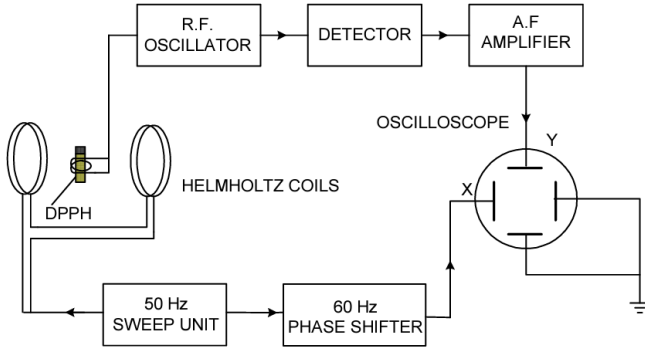 R.F.
OSCILLATOR
DETECTOR
A.F
AMPLIFIER
OSCILLOSCOPE
Y
X
HELMHOLTZ COILS
DPPH
50 Hz
SWEEP UNIT
60 Hz
PHASE SHIFTER